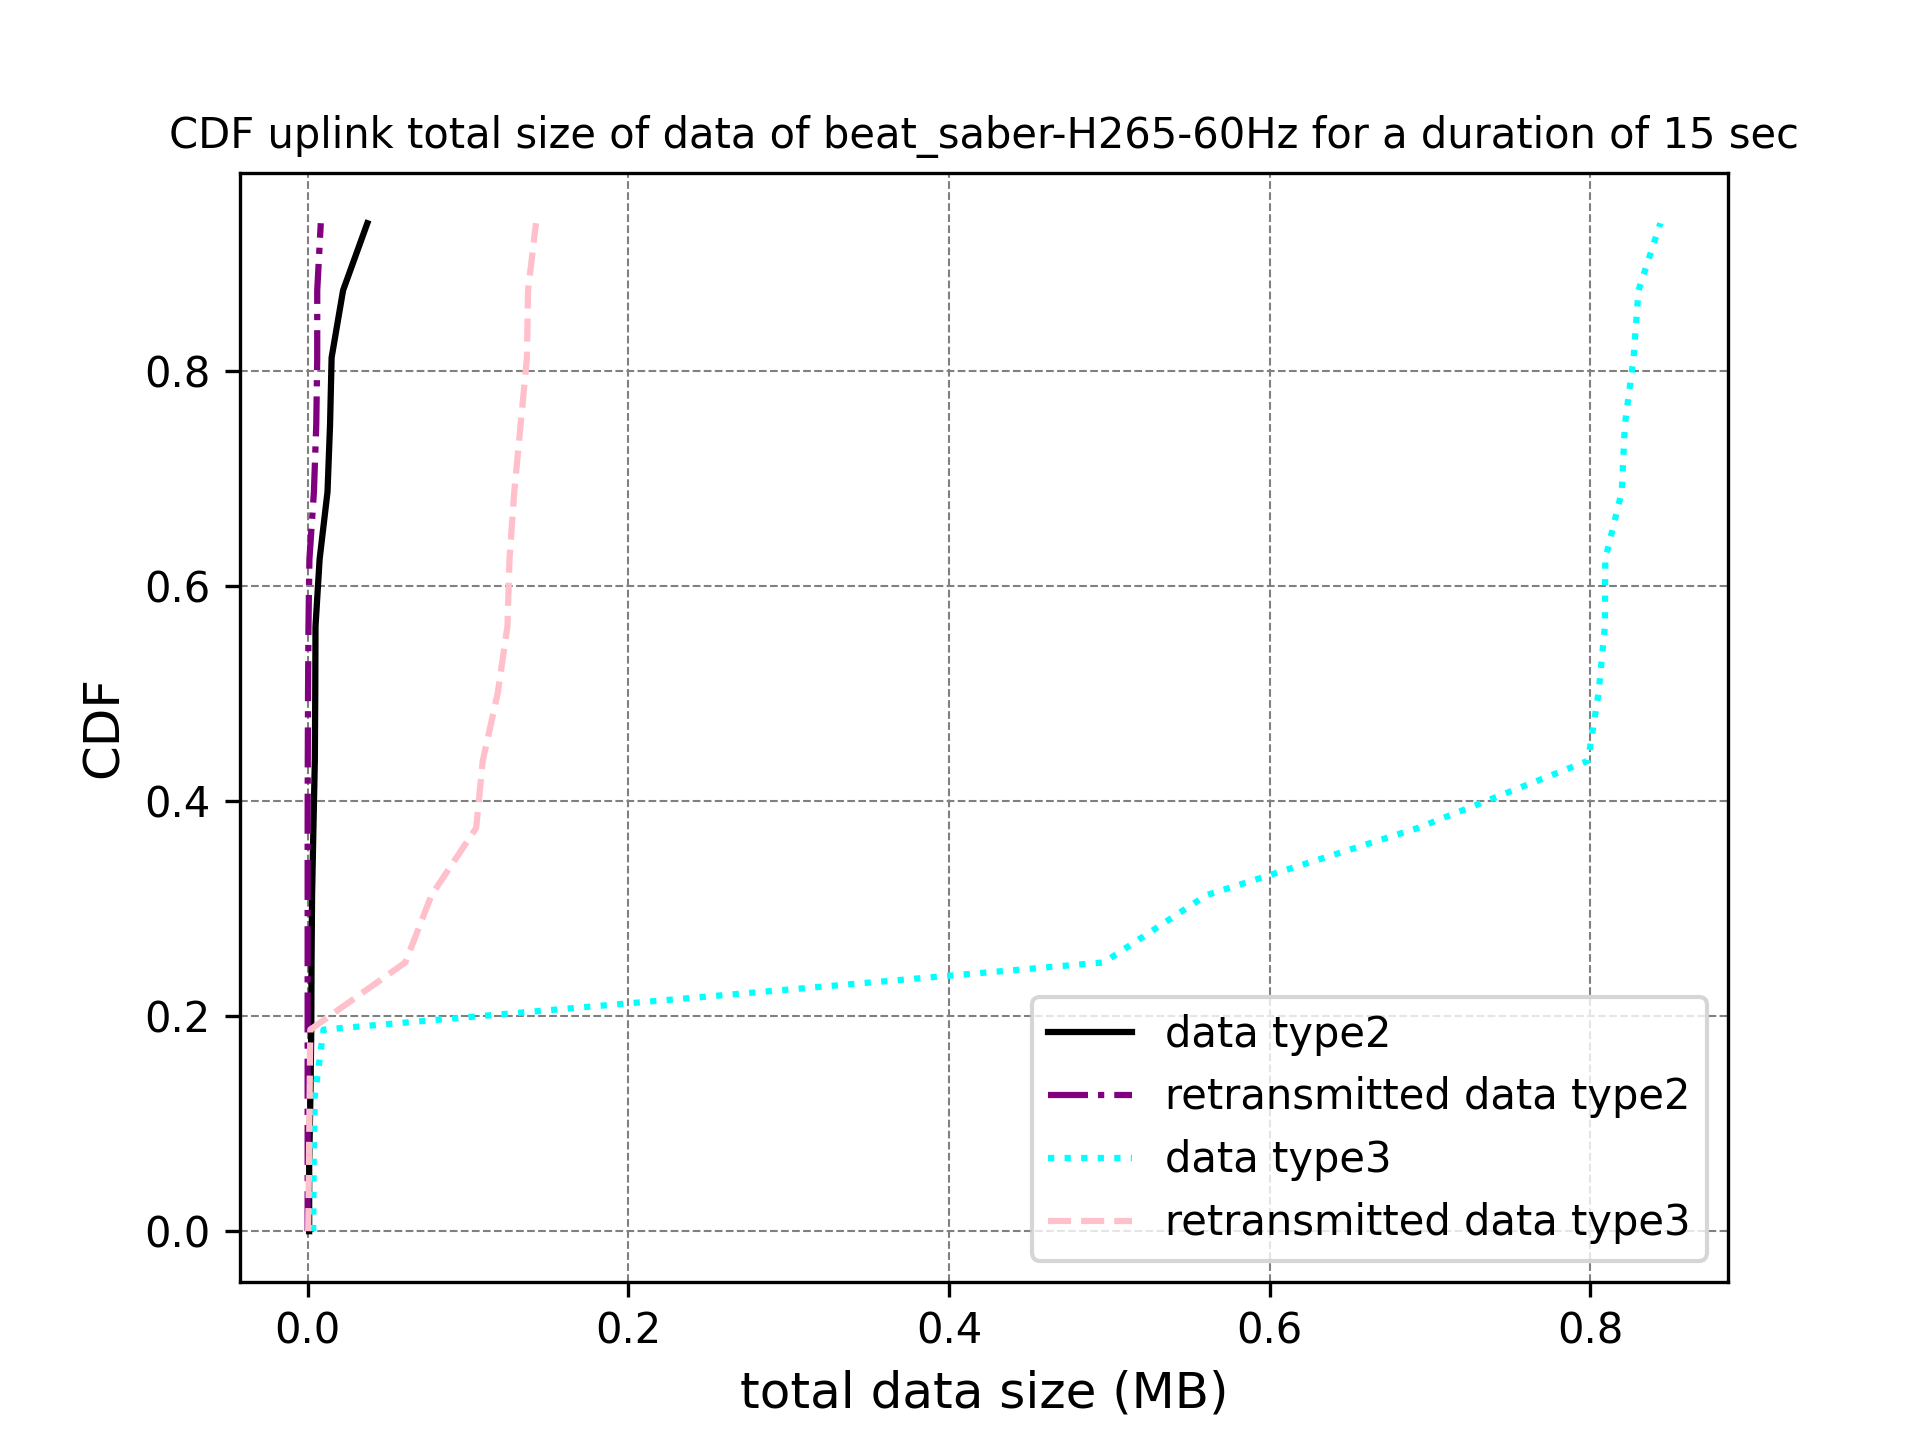 CDF uplink total size of data of beat_saber-H265-60Hz for a duration of 15 sec
0.8
0.6
0.4
0.2
0.0
CDF
data type2
retransmitted data type2
data type3
retransmitted data type3
0.0 0.2 0.4 0.6 0.8
total data size (MB)